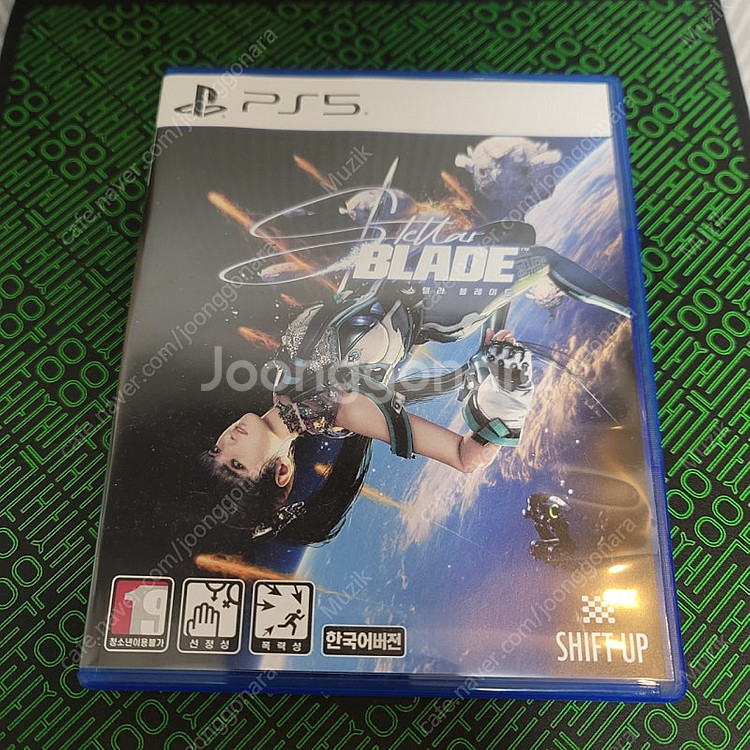 PS5
Stellar
BLADE™
스텔라 블레이드
Joonggonara
19
청소년이용불가
선정성
폭력성
한국어버전
SHIFT UP
cafe.naver.com/joonggonara
Muzik